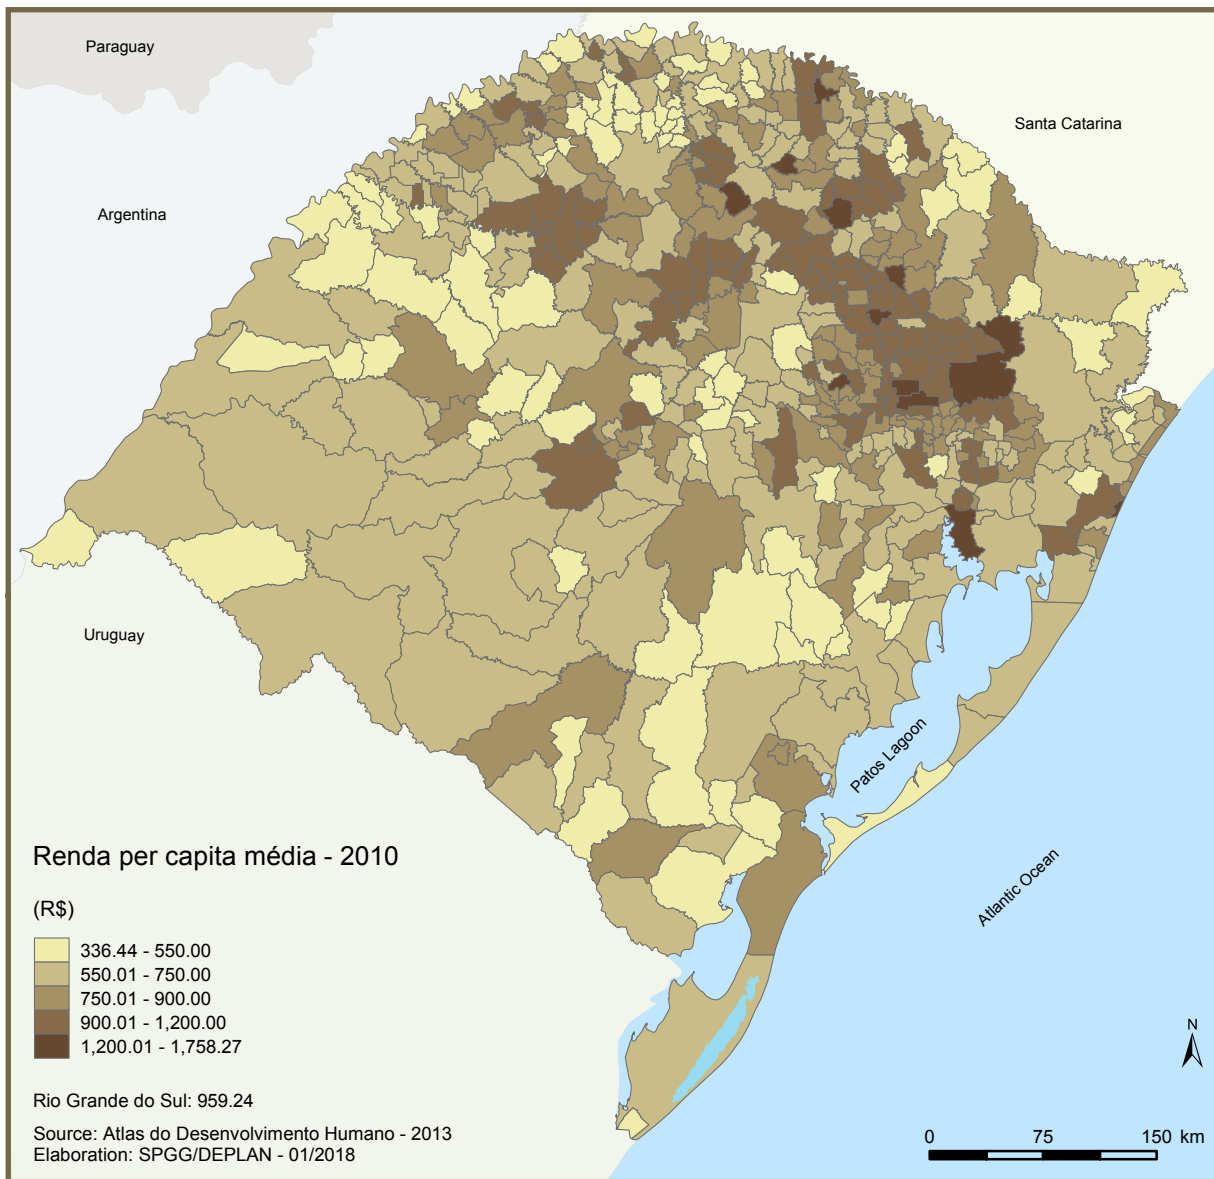 Paraguay
Santa Catarina
Argentina
Uruguay
Patos Lagoon
Atlantic Ocean
Renda per capita média - 2010
(R$)
336.44 - 550.00
550.01 - 750.00
750.01 - 900.00
900.01 - 1,200.00
1,200.01 - 1,758.27
Rio Grande do Sul: 959.24
Source: Atlas do Desenvolvimento Humano - 2013
Elaboration: SPGG/DEPLAN - 01/2018
N
0 75 150 km